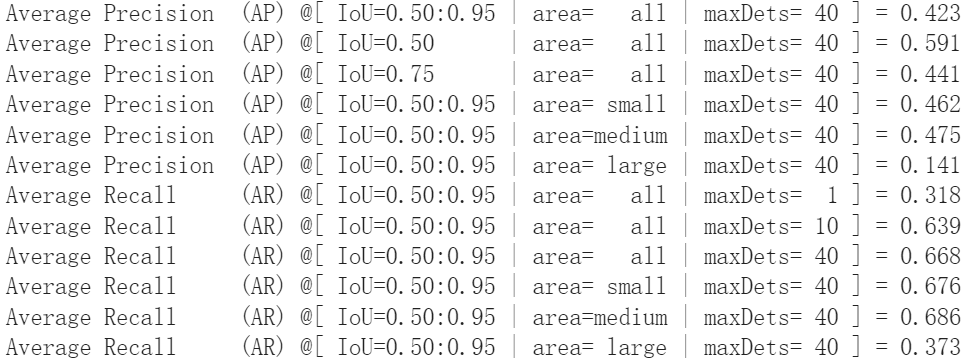 Average Precision  (AP) @[ IoU=0.50:0.95 | area=   all | maxDets= 40 ] = 0.423
Average Precision  (AP) @[ IoU=0.50      | area=   all | maxDets= 40 ] = 0.591
Average Precision  (AP) @[ IoU=0.75      | area=   all | maxDets= 40 ] = 0.441
Average Precision  (AP) @[ IoU=0.50:0.95 | area= small | maxDets= 40 ] = 0.462
Average Precision  (AP) @[ IoU=0.50:0.95 | area=medium | maxDets= 40 ] = 0.475
Average Precision  (AP) @[ IoU=0.50:0.95 | area= large | maxDets= 40 ] = 0.141
Average Recall     (AR) @[ IoU=0.50:0.95 | area=   all | maxDets=  1 ] = 0.318
Average Recall     (AR) @[ IoU=0.50:0.95 | area=   all | maxDets= 10 ] = 0.639
Average Recall     (AR) @[ IoU=0.50:0.95 | area=   all | maxDets= 40 ] = 0.668
Average Recall     (AR) @[ IoU=0.50:0.95 | area= small | maxDets= 40 ] = 0.676
Average Recall     (AR) @[ IoU=0.50:0.95 | area=medium | maxDets= 40 ] = 0.686
Average Recall     (AR) @[ IoU=0.50:0.95 | area= large | maxDets= 40 ] = 0.373